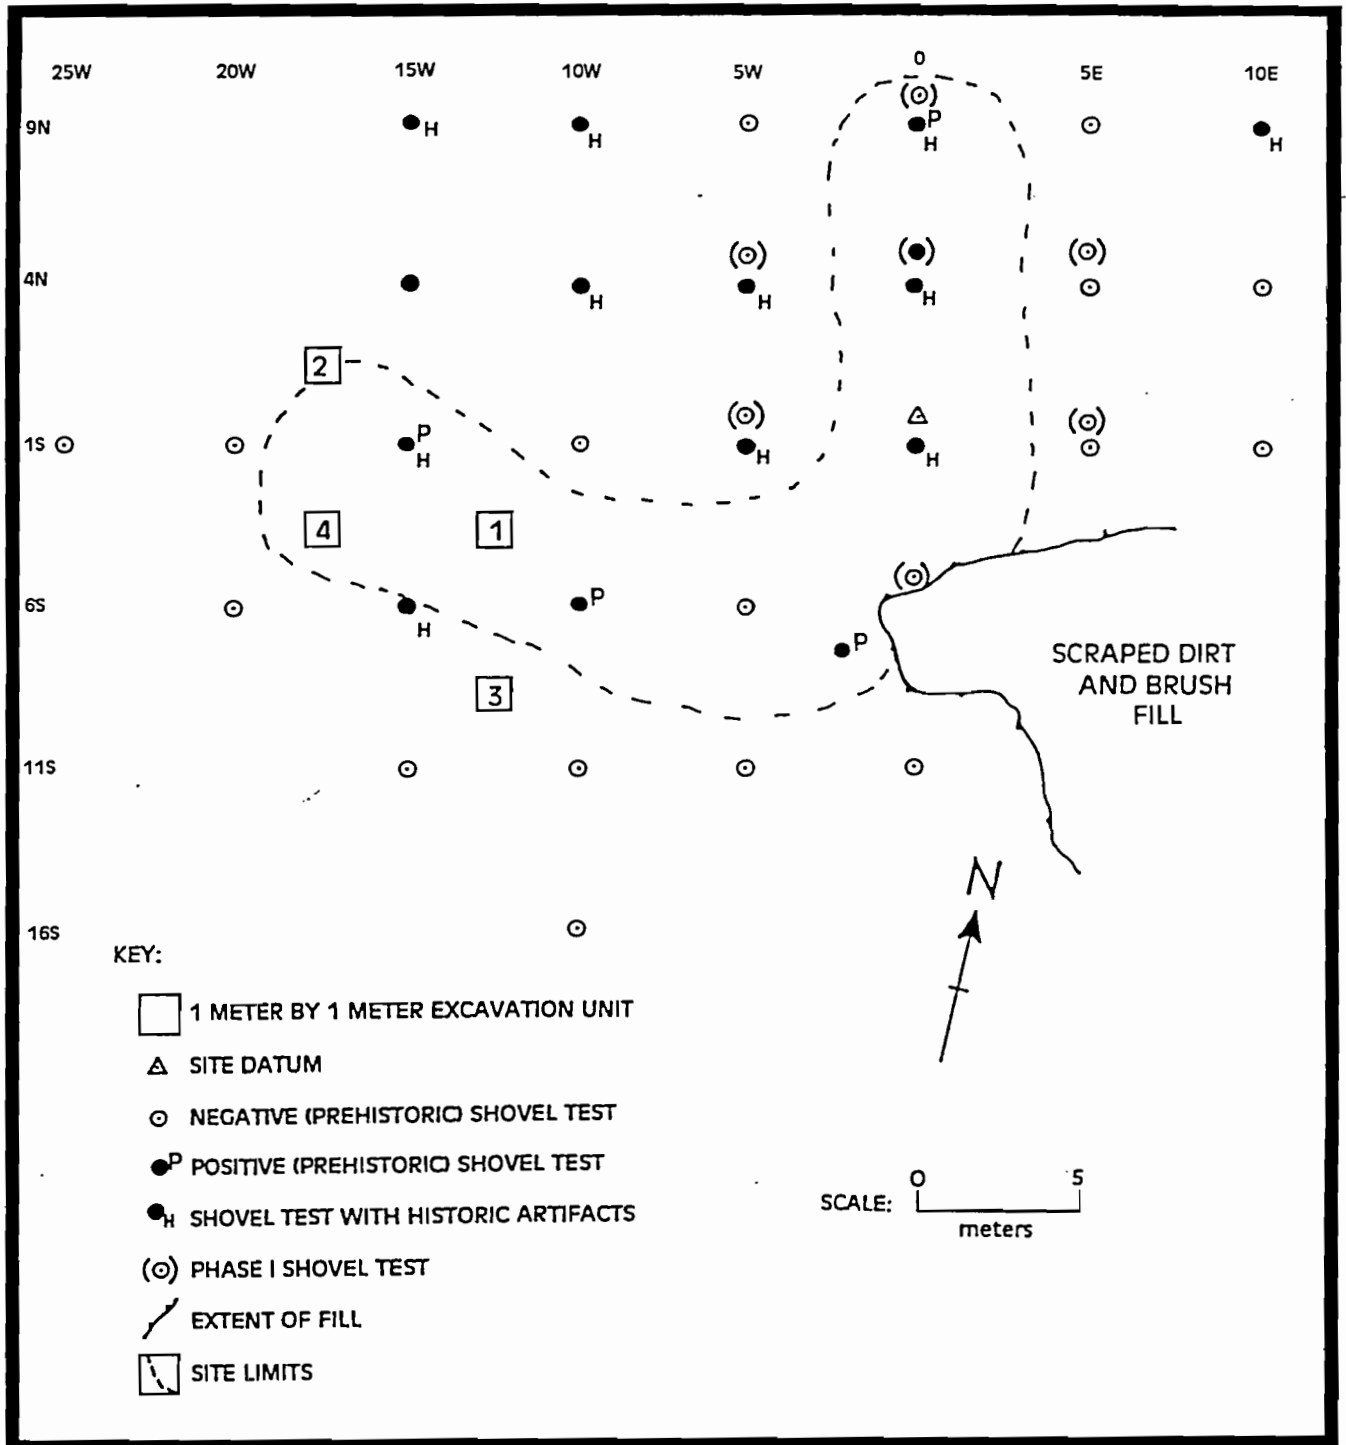 25W 20W 15W 10W 5W 0 5E 10E
9N H H P H H
4N H H H
2
1S P H H H
4 1
6S H P
P
3
SCRAPED DIRT
AND BRUSH
FILL
11S
N
16S
KEY:
1 METER BY 1 METER EXCAVATION UNIT
SITE DATUM
NEGATIVE (PREHISTORIC) SHOVEL TEST
P POSITIVE (PREHISTORIC) SHOVEL TEST
H SHOVEL TEST WITH HISTORIC ARTIFACTS
PHASE I SHOVEL TEST
EXTENT OF FILL
SITE LIMITS
0 5
SCALE:
meters